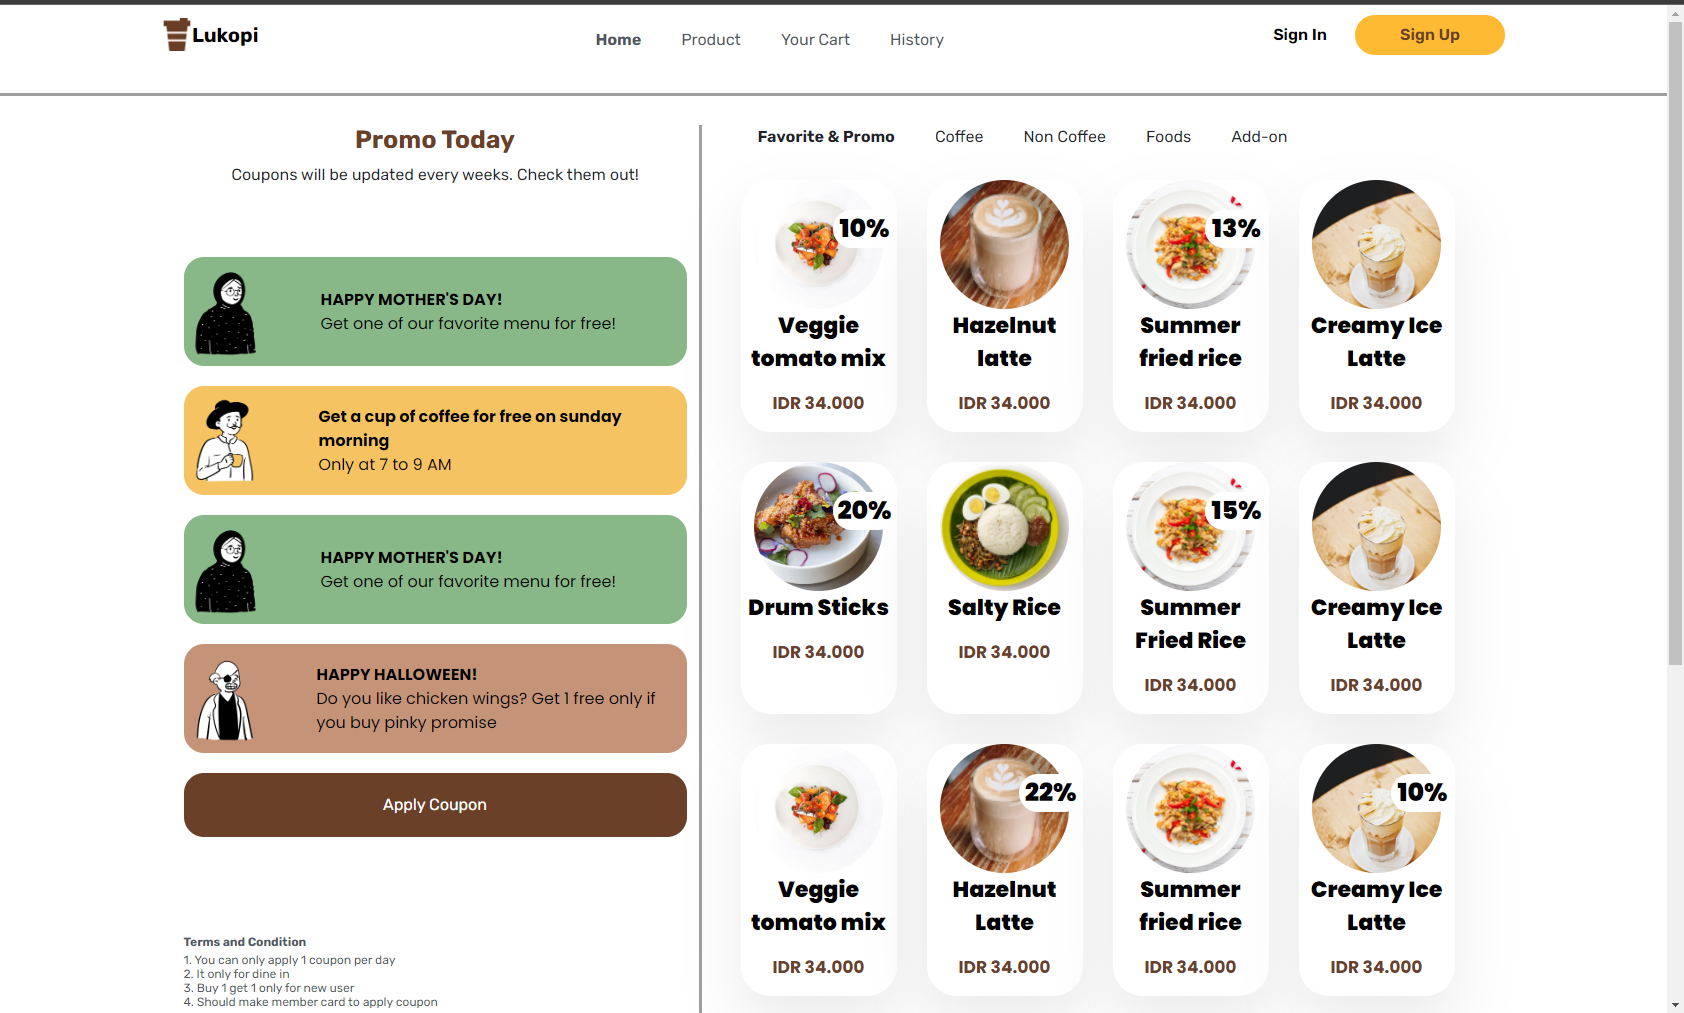 Lukopi
Home
Product
Your Cart
History
Sign In
Sign Up
Promo Today
Coupons will be updated every weeks. Check them out!
HAPPY MOTHER'S DAY!
Get one of our favorite menu for free!
Get a cup of coffee for free on sunday
morning
Only at 7 to 9 AM
HAPPY MOTHER'S DAY!
Get one of our favorite menu for free!
HAPPY HALLOWEEN!
Do you like chicken wings? Get 1 free only if
you buy pinky promise
Apply Coupon
Terms and Condition
1. You can only apply 1 coupon per day
2. It only for dine in
3. Buy 1 get 1 only for new user
4. Should make member card to apply coupon
Favorite & Promo
Coffee
Non Coffee
Foods
Add-on
10%
Veggie
tomato mix
IDR 34.000
Hazelnut
latte
IDR 34.000
13%
Summer
fried rice
IDR 34.000
Creamy Ice
Latte
IDR 34.000
20%
Drum Sticks
IDR 34.000
Salty Rice
IDR 34.000
15%
Summer
Fried Rice
IDR 34.000
Creamy Ice
Latte
IDR 34.000
Veggie
tomato mix
IDR 34.000
22%
Hazelnut
Latte
IDR 34.000
Summer
fried rice
IDR 34.000
10%
Creamy Ice
Latte
IDR 34.000